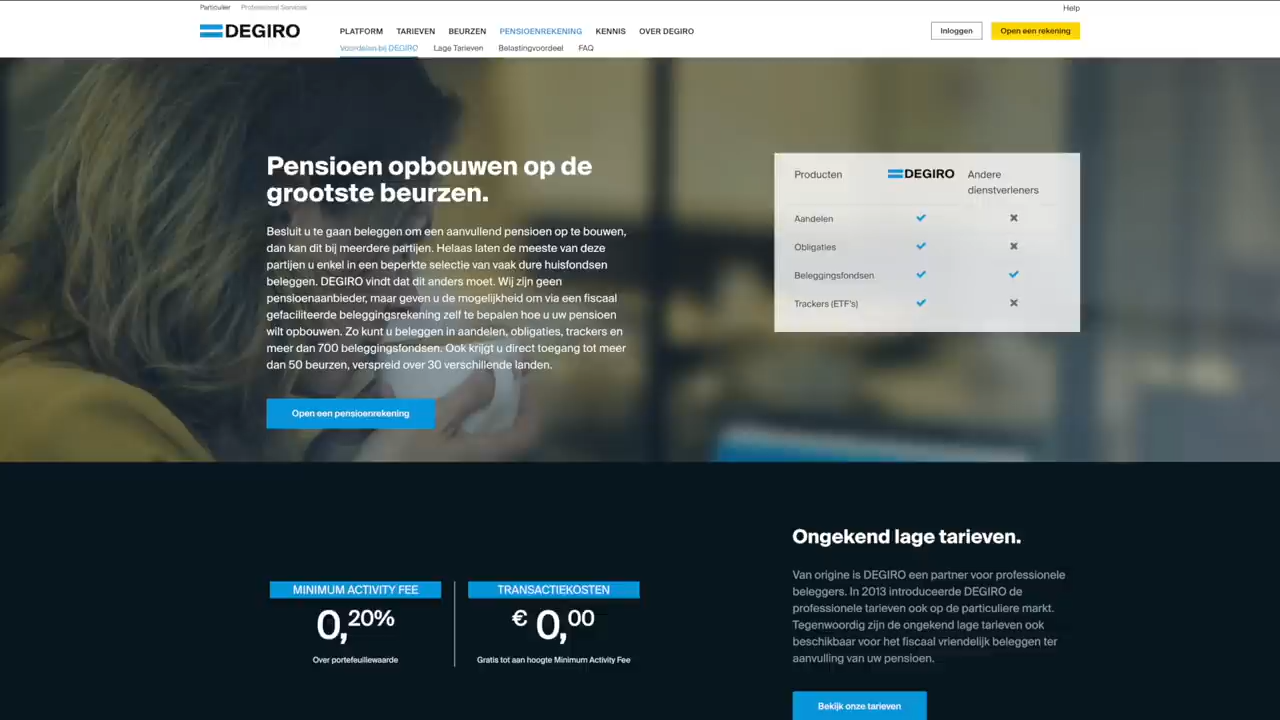 Particulier Professional Services
Help
DEGIRO
PLATFORM TARIEVEN BEURZEN PENSIOENREKENING KENNIS OVER DEGIRO
Inloggen
Open een rekening
Voordelen bij DEGIRO Lage Tarieven Belastingvoordeel FAQ
Pensioen opbouwen op de
grootste beurzen.
Besluit u te gaan beleggen om een aanvullend pensioen op te bouwen,
dan kan dit bij meerdere partijen. Helaas laten de meeste van deze
partijen u enkel in een beperkte selectie van vaak dure huisfondsen
beleggen. DEGIRO vindt dat dit anders moet. Wij zijn geen
pensioenaanbieder, maar geven u de mogelijkheid om via een fiscaal
gefaciliteerde beleggingsrekening zelf te bepalen hoe u uw pensioen
wilt opbouwen. Zo kunt u beleggen in aandelen, obligaties, trackers en
meer dan 700 beleggingsfondsen. Ook krijgt u direct toegang tot meer
dan 50 beurzen, verspreid over 30 verschillende landen.
Open een pensioenrekening
Producten DEGIRO Andere
dienstverleners
Aandelen
Obligaties
Beleggingsfondsen
Trackers (ETF's)
MINIMUM ACTIVITY FEE
0,20%
Over portefeuillewaarde
TRANSACTIEKOSTEN
€ 0,00
Gratis tot aan hoogte Minimum Activity Fee
Ongekend lage tarieven.
Van origine is DEGIRO een partner voor professionele
beleggers. In 2013 introduceerde DEGIRO de
professionele tarieven ook op de particuliere markt.
Tegenwoordig zijn de ongekend lage tarieven ook
beschikbaar voor het fiscaal vriendelijk beleggen ter
aanvulling van uw pensioen.
Bekijk onze tarieven